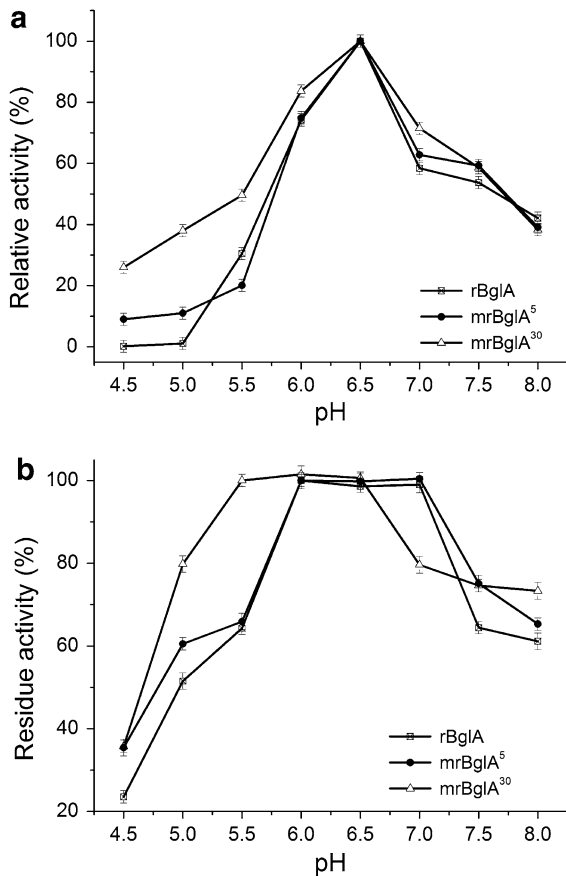 a
Relative activity (%)
100
80
60
40
20
0
rBglA
mrBglA⁵
mrBglA³⁰
4.5 5.0 5.5 6.0 6.5 7.0 7.5 8.0
pH
b
Residue activity (%)
100
80
60
40
20
rBglA
mrBglA⁵
mrBglA³⁰
4.5 5.0 5.5 6.0 6.5 7.0 7.5 8.0
pH